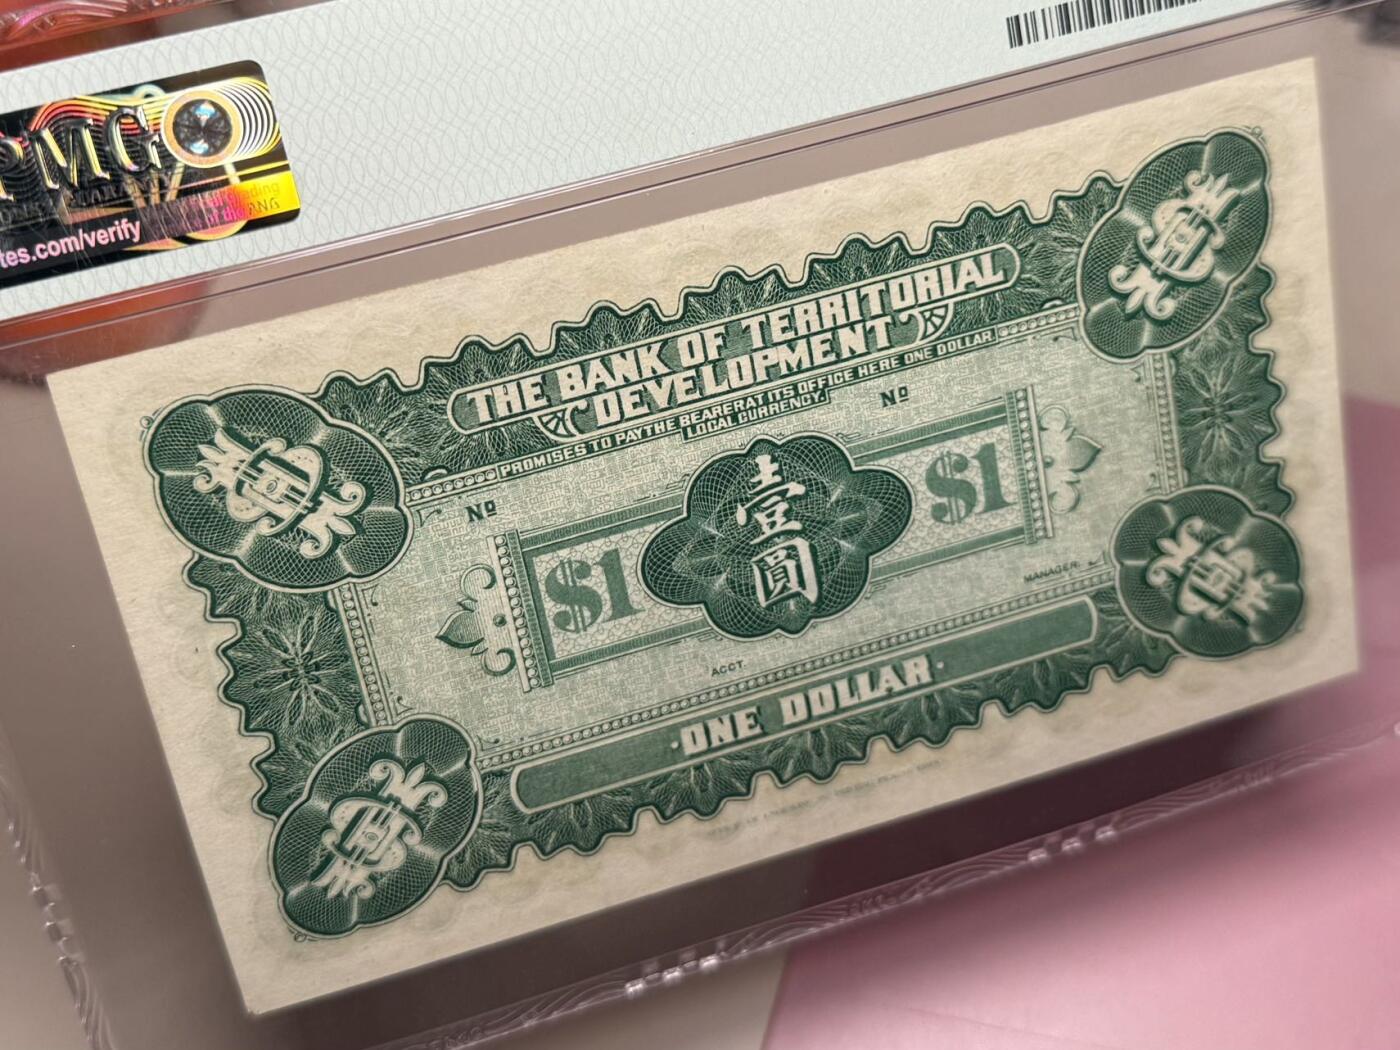 PMG
tes.com/verify
THE BANK OF TERRITORIAL
DEVELOPMENT
PROMISES TO PAY THE BEARER AT ITS OFFICE HERE ONE DOLLAR.
LOCAL CURRENCY.
Nº
Nº
$1
壹
圓
$1
MANAGER.
ACCT.
·ONE DOLLAR·